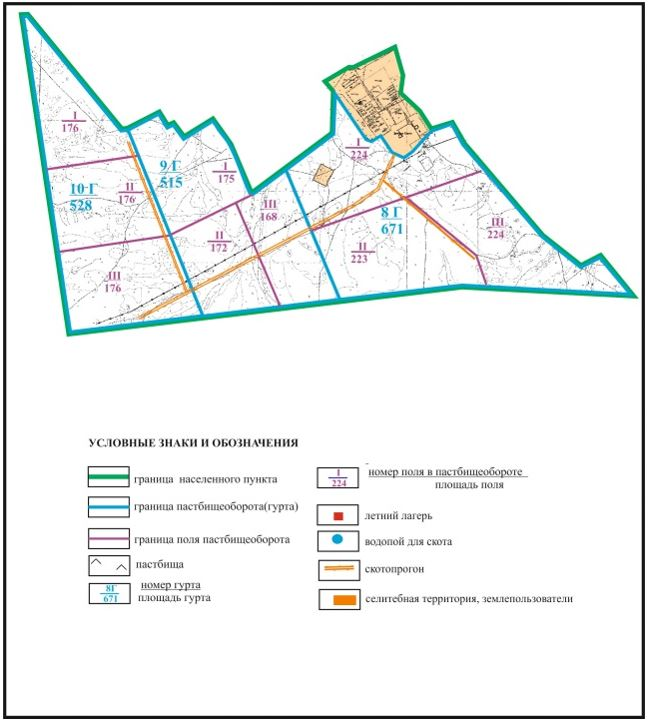 I
176
10 Г
528
II
176
III
176
9 Г
515
I
175
II
172
III
168
I
224
8 Г
671
II
223
III
224
УСЛОВНЫЕ ЗНАКИ И ОБОЗНАЧЕНИЯ
граница населенного пункта
граница пастбищеоборота(гурта)
граница поля пастбищеоборота
пастбища
8Г
671
номер гурта
площадь гурта
I
224
номер поля в пастбищеобороте
площадь поля
летний лагерь
водопой для скота
скотопрогон
селитебная территория, землепользователи